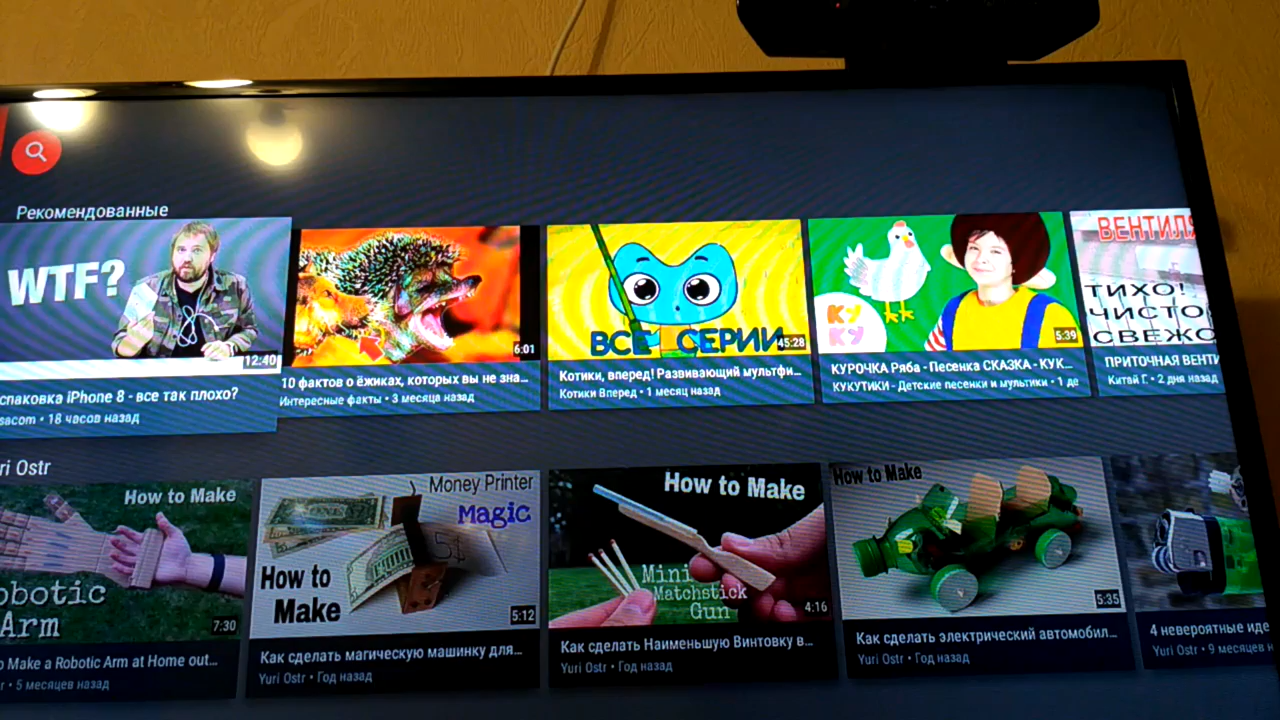 Рекомендованные
WTF?
12:40
спаковка iPhone 8 - все так плохо?
sacom • 18 часов назад
6:01
10 фактов о ёжиках, которых вы не зна...
Интересные факты • 3 месяца назад
ВСЕ СЕРИИ
45:28
Котики, вперед! Развивающий мультфи...
Котики Вперед • 1 месяц назад
КУ
КУ
5:39
КУРОЧКА Ряба - Песенка СКАЗКА - КУК...
КУКУТИКИ - Детские песенки и мультики • 1 де
ВЕНТИЛЯ
ТИХО!
ЧИСТО
СВЕЖО
ПРИТОЧНАЯ ВЕНТИ
Китай Г. • 2 дня назад
ri Ostr
How to Make
obotic
Arm
7:30
o Make a Robotic Arm at Home out...
• 5 месяцев назад
Money Printer
Magic
How to
Make
5:12
Как сделать магическую машинку для...
Yuri Ostr • Год назад
How to Make
Mini
Matchstick
Gun
4:16
Как сделать Наименьшую Винтовку в...
Yuri Ostr • Год назад
How to Make
5:35
Как сделать электрический автомобил...
Yuri Ostr • Год назад
4 невероятные иде
Yuri Ostr • 9 месяцев н